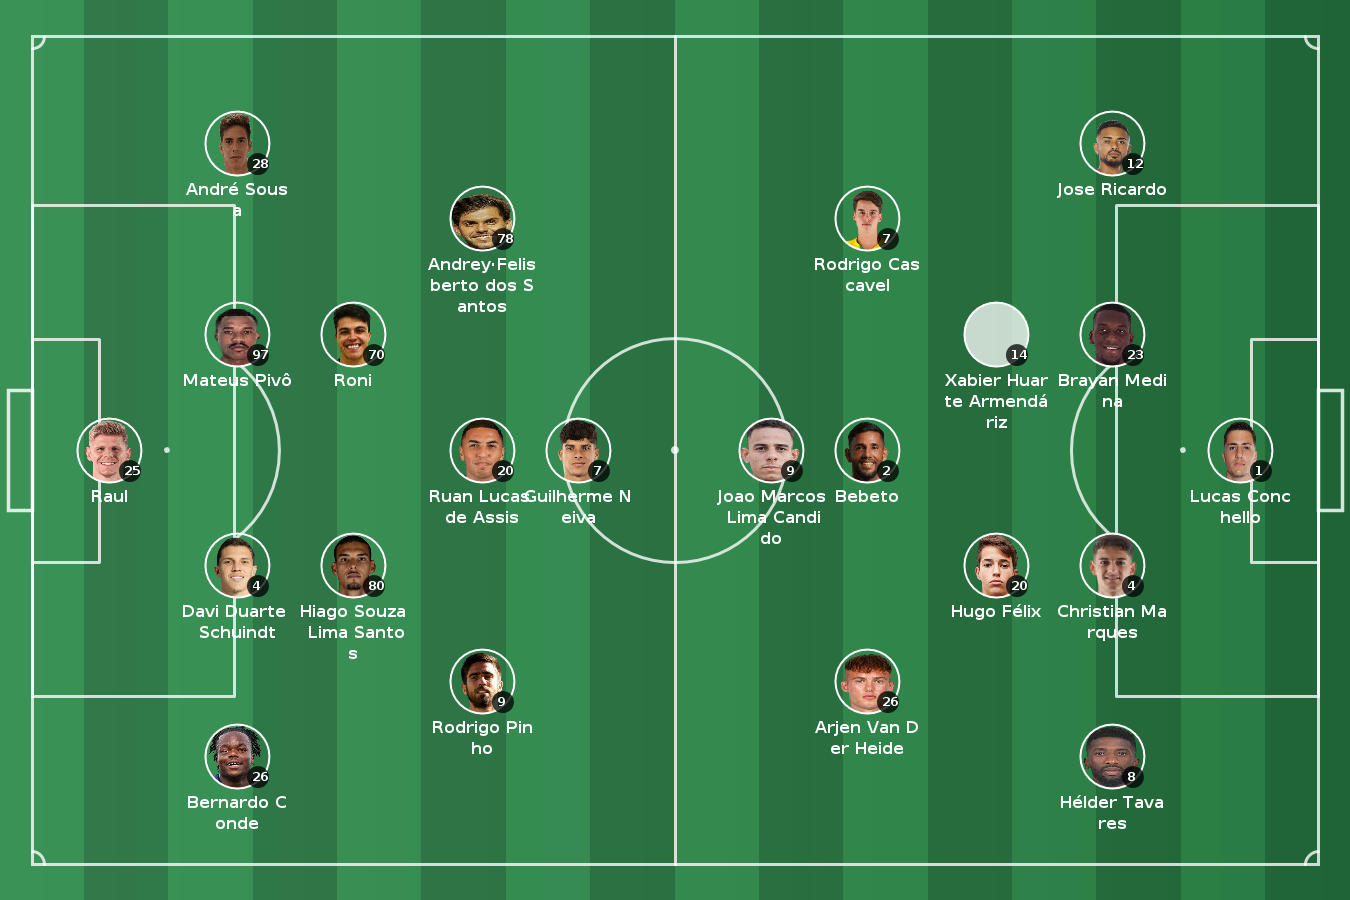 28
André Sous
a
12
Jose Ricardo
78
Andrey·Felis
berto dos S
antos
7
Rodrigo Cas
cavel
97
Mateus Pivô
70
Roni
14
Xabier Huar
te Armendá
riz
23
Brayan Medi
na
25
Raul
20
Ruan Lucas
de Assis
7
Guilherme N
eiva
9
Joao Marcos
Lima Candi
do
2
Bebeto
1
Lucas Conc
hello
4
Davi Duarte
Schuindt
80
Hiago Souza
Lima Santo
s
20
Hugo Félix
4
Christian Ma
rques
9
Rodrigo Pin
ho
26
Arjen Van D
er Heide
26
Bernardo C
onde
8
Hélder Tava
res